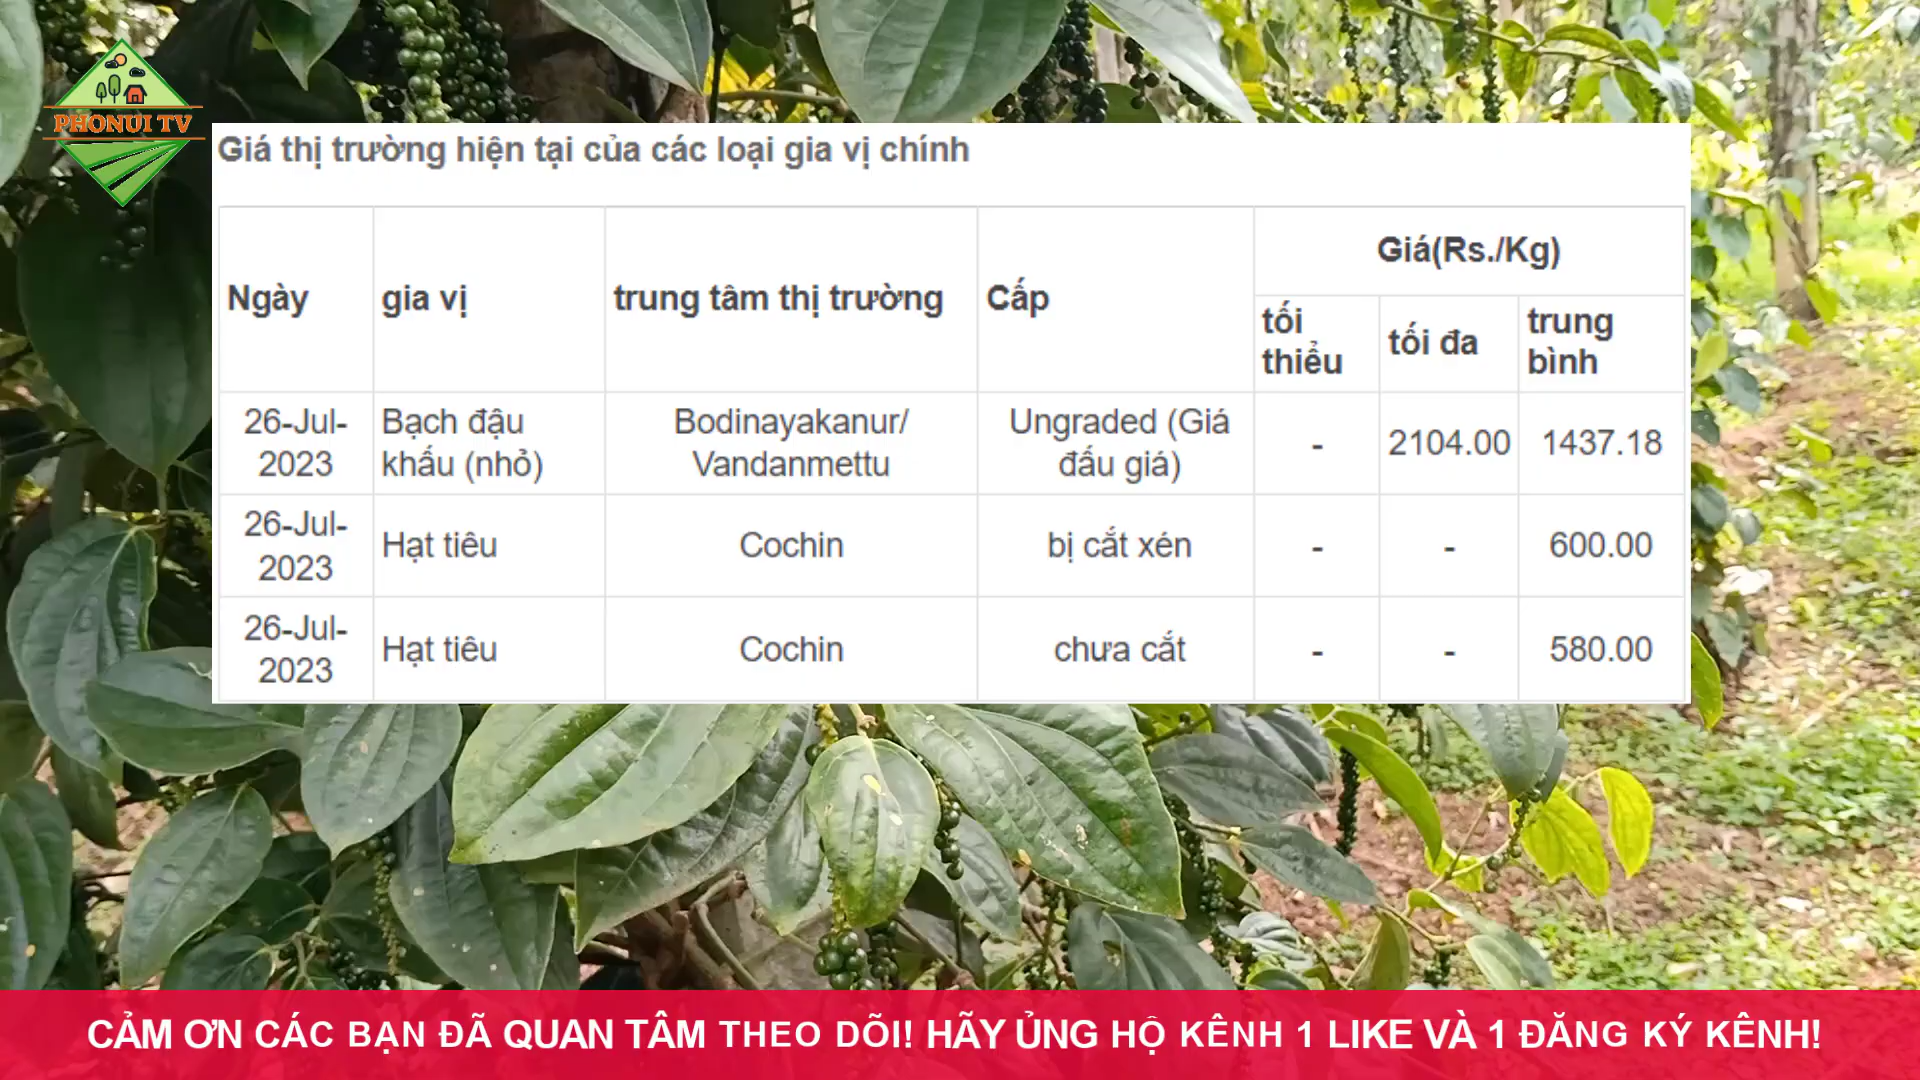 PHONUI TV
Giá thị trường hiện tại của các loại gia vị chính
Ngày
gia vị
trung tâm thị trường
Cấp
Giá(Rs./Kg)
tối
thiểu
tối đa
trung
bình
26-Jul-
2023
Bạch đậu
khấu (nhỏ)
Bodinayakanur/
Vandanmettu
Ungraded (Giá
đấu giá)
-
2104.00
1437.18
26-Jul-
2023
Hạt tiêu
Cochin
bị cắt xén
-
-
600.00
26-Jul-
2023
Hạt tiêu
Cochin
chưa cắt
-
-
580.00
CẢM ƠN CÁC BẠN ĐÃ QUAN TÂM THEO DÕI! HÃY ỦNG HỘ KÊNH 1 LIKE VÀ 1 ĐĂNG KÝ KÊNH!